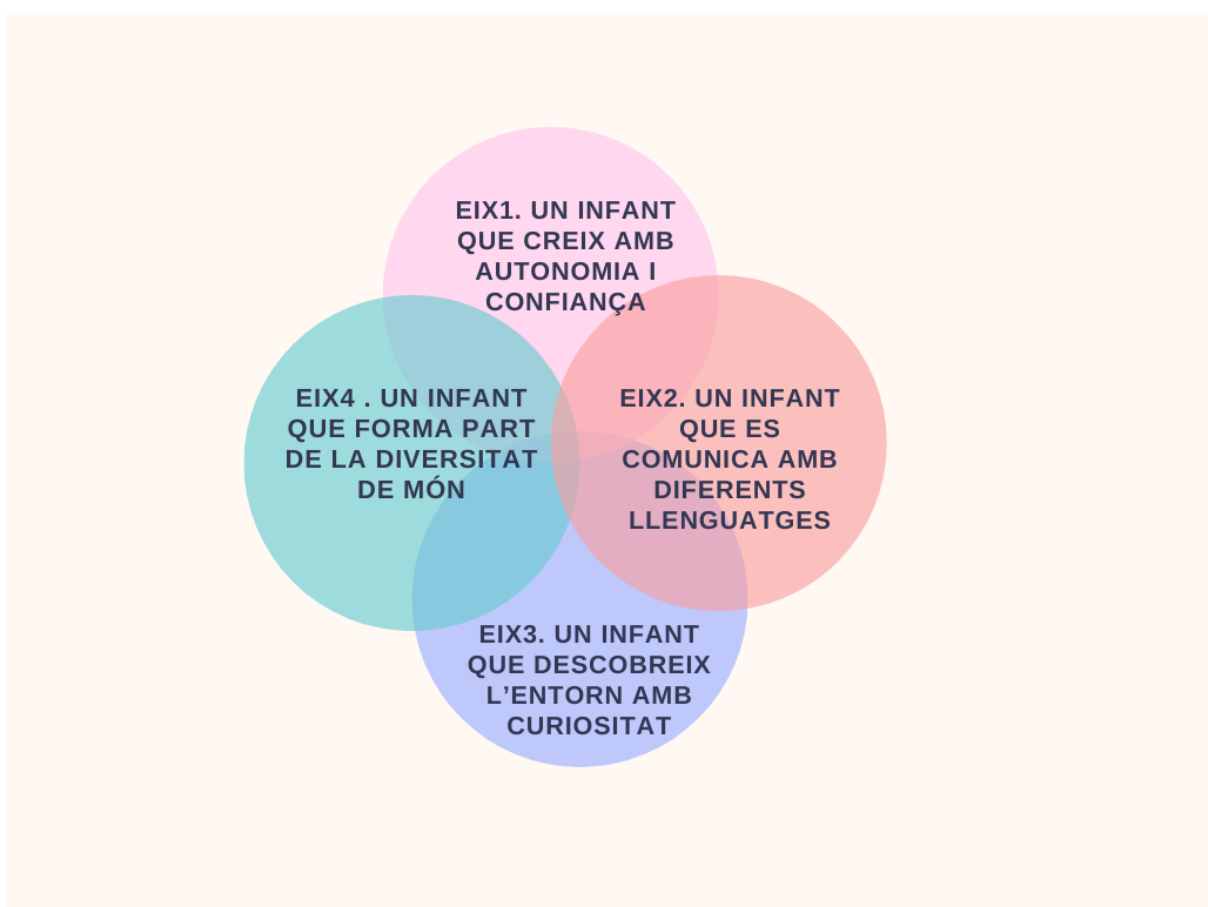 EIX1. UN INFANT
QUE CREIX AMB
AUTONOMIA I
CONFIANÇA
EIX4 . UN INFANT
QUE FORMA PART
DE LA DIVERSITAT
DE MÓN
EIX2. UN INFANT
QUE ES
COMUNICA AMB
DIFERENTS
LLENGUATGES
EIX3. UN INFANT
QUE DESCOBREIX
L’ENTORN AMB
CURIOSITAT